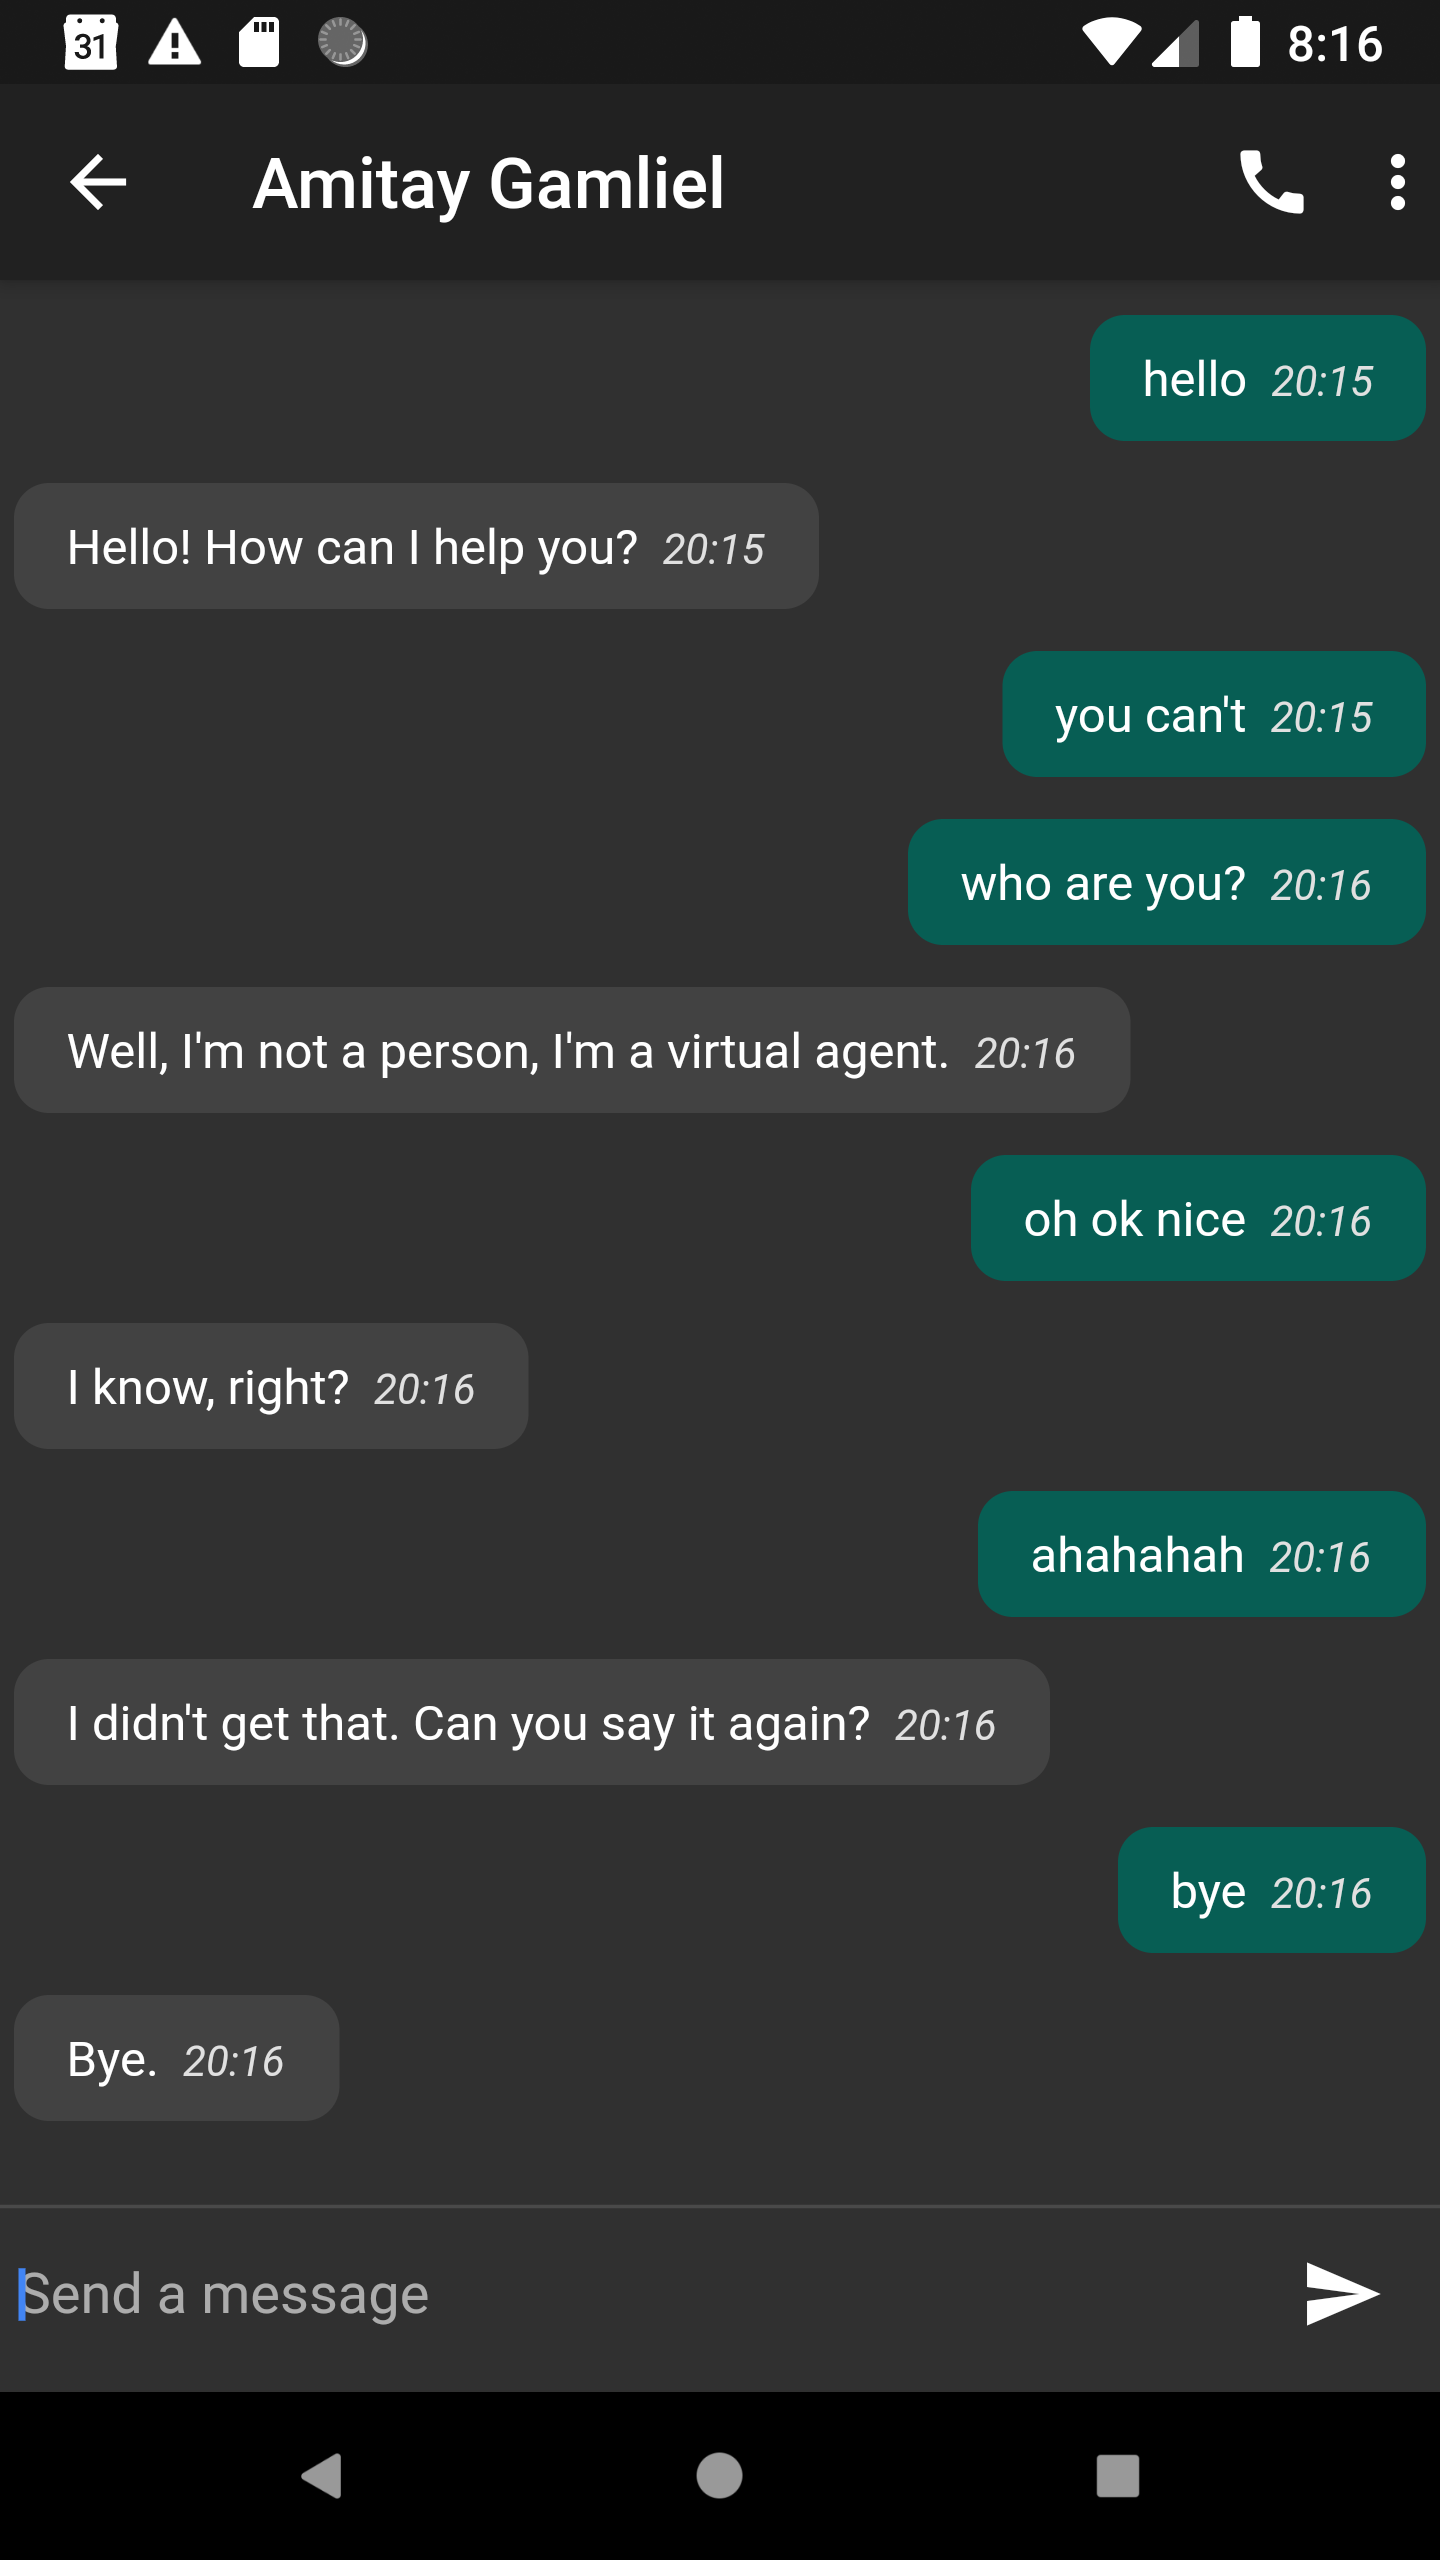 31
8:16
Amitay Gamliel
hello 20:15
Hello! How can I help you? 20:15
you can't 20:15
who are you? 20:16
Well, I'm not a person, I'm a virtual agent. 20:16
oh ok nice 20:16
I know, right? 20:16
ahahahah 20:16
I didn't get that. Can you say it again? 20:16
bye 20:16
Bye. 20:16
Send a message